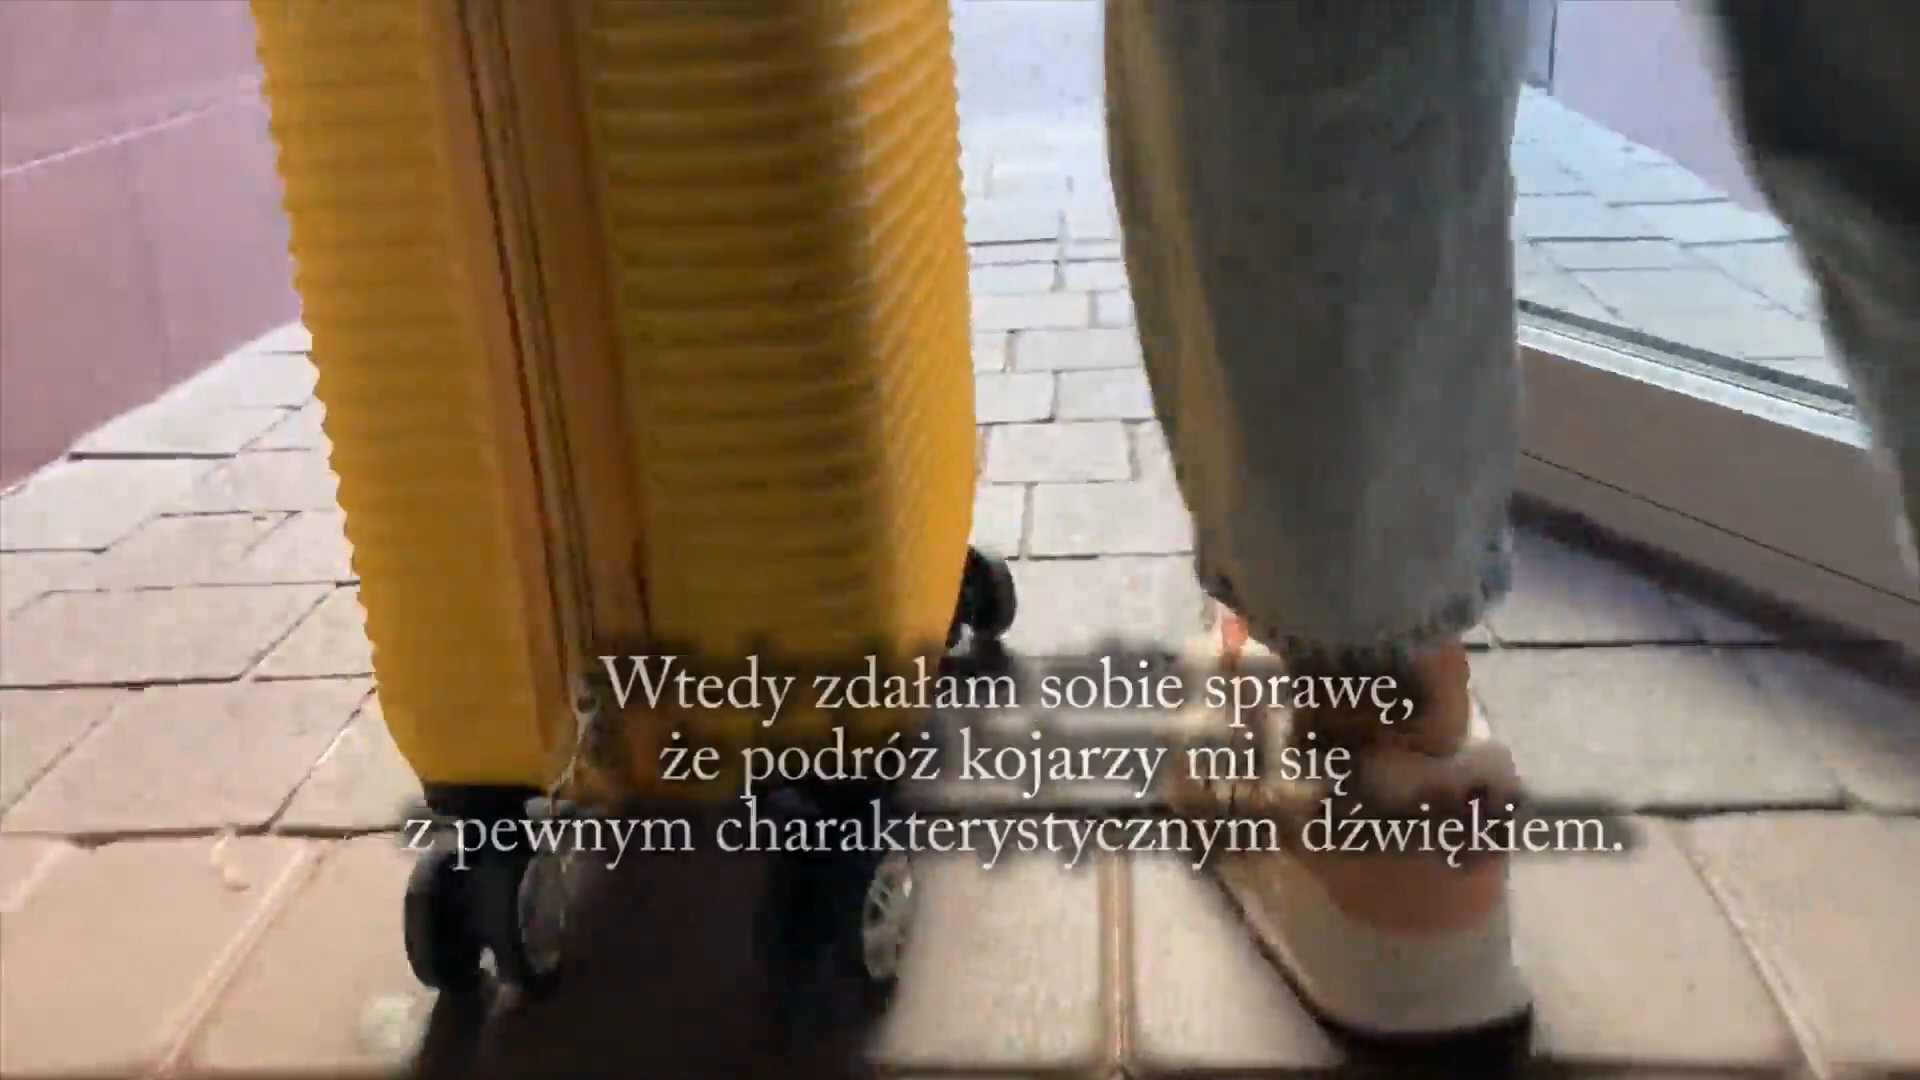 Wtedy zdałam sobie sprawę,
że podróż kojarzy mi się
z pewnym charakterystycznym dźwiękiem.